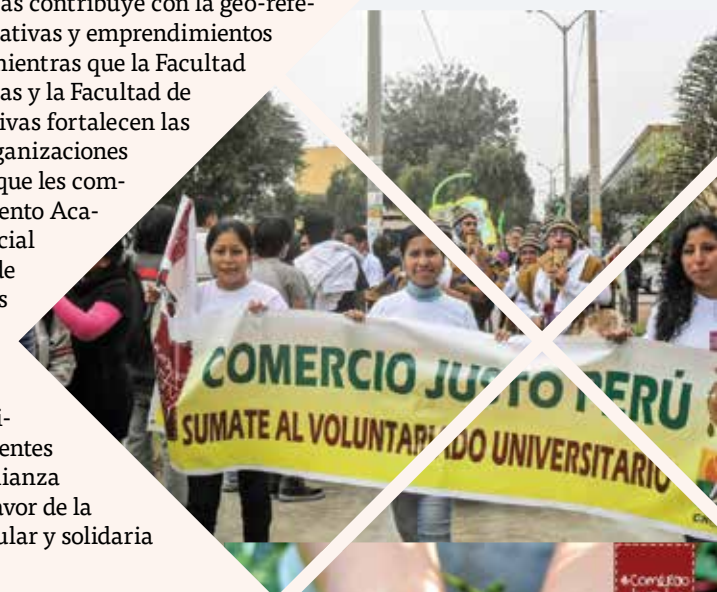 as contribuye con la geo-refe-
ativas y emprendimientos
mientras que la Facultad
as y la Facultad de
ivas fortalecen las
ganizaciones
que les com-
ento Aca-
cial
de
s
i-
entes
ianza
avor de la
ular y solidaria
COMERCIO JUSTO PERÚ
SUMATE AL VOLUNTARIADO UNIVERSITARIO
Comercio